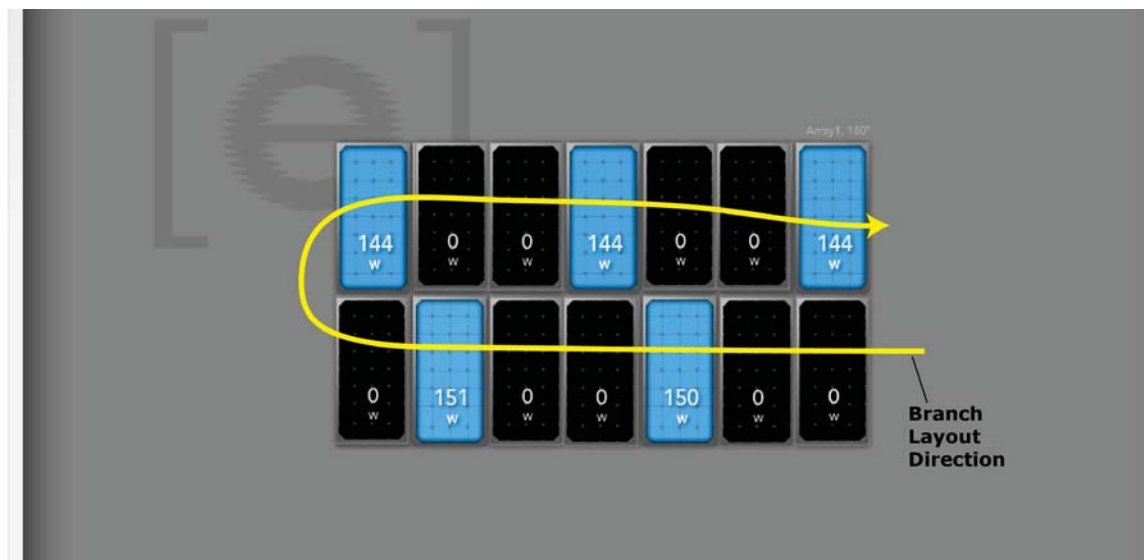 [e]
Array1, 180°
144 0 0 144 0 0 144
W W W W W W W
0 151 0 0 150 0 0
W W W W W W W
Branch
Layout
Direction